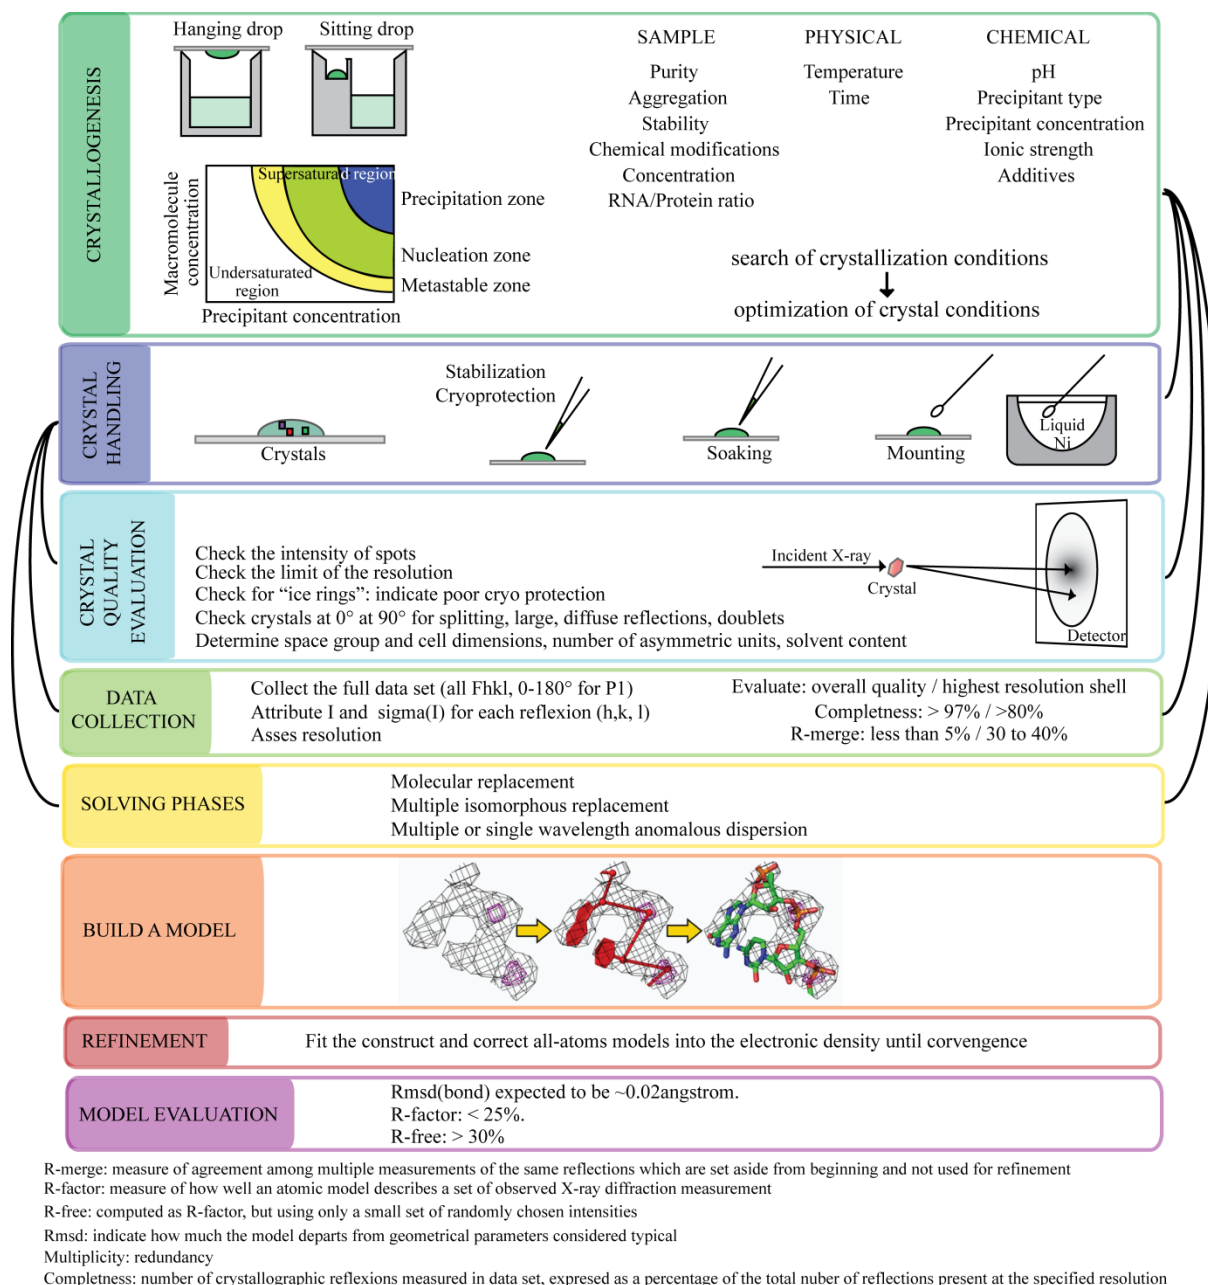 CRYSTALLOGENESIS
Hanging drop
Sitting drop
Macromolecule
concentration
Supersaturad region
Undersaturated
region
Precipitant concentration
Precipitation zone
Nucleation zone
Metastable zone
SAMPLE
Purity
Aggregation
Stability
Chemical modifications
Concentration
RNA/Protein ratio
PHYSICAL
Temperature
Time
CHEMICAL
pH
Precipitant type
Precipitant concentration
Ionic strength
Additives
search of crystallization conditions
optimization of crystal conditions
CRYSTAL
HANDLING
Crystals
Stabilization
Cryoprotection
Soaking
Mounting
Liquid
Ni
CRYSTAL
QUALITY
EVALUATION
Check the intensity of spots
Check the limit of the resolution
Check for “ice rings”: indicate poor cryo protection
Check crystals at 0° at 90° for splitting, large, diffuse reflections, doublets
Determine space group and cell dimensions, number of asymmetric units, solvent content
Incident X-ray
Crystal
Detector
DATA
COLLECTION
Collect the full data set (all Fhkl, 0-180° for P1)
Attribute I and sigma(I) for each reflexion (h,k, l)
Asses resolution
Evaluate: overall quality / highest resolution shell
Completness: > 97% / >80%
R-merge: less than 5% / 30 to 40%
SOLVING PHASES
Molecular replacement
Multiple isomorphous replacement
Multiple or single wavelength anomalous dispersion
BUILD A MODEL
REFINEMENT
Fit the construct and correct all-atoms models into the electronic density until corvengence
MODEL EVALUATION
Rmsd(bond) expected to be ~0.02angstrom.
R-factor: < 25%.
R-free: > 30%
R-merge: measure of agreement among multiple measurements of the same reflections which are set aside from beginning and not used for refinement
R-factor: measure of how well an atomic model describes a set of observed X-ray diffraction measurement
R-free: computed as R-factor, but using only a small set of randomly chosen intensities
Rmsd: indicate how much the model departs from geometrical parameters considered typical
Multiplicity: redundancy
Completness: number of crystallographic reflexions measured in data set, expresed as a percentage of the total nuber of reflections present at the specified resolution